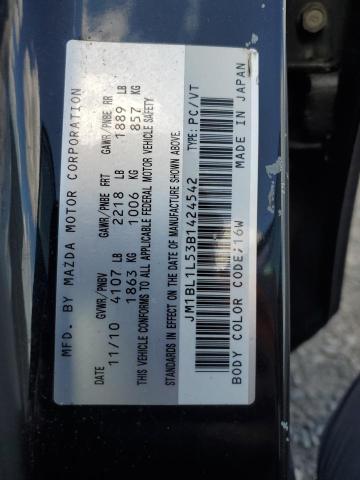 MFD. BY MAZDA MOTOR CORPORATION
DATE GVWR/PNBV GAWR/PNBE FRT GAWR/PNBE RR
11/10 4107 LB 2218 LB 1889 LB
1863 KG 1006 KG 857 KG
THIS VEHICLE CONFORMS TO ALL APPLICABLE FEDERAL MOTOR VEHICLE SAFETY
STANDARDS IN EFFECT ON THE DATE OF MANUFACTURE SHOWN ABOVE.
JM1BL1L53B1424542 TYPE:PC/VT
BODY COLOR CODE:16W MADE IN JAPAN